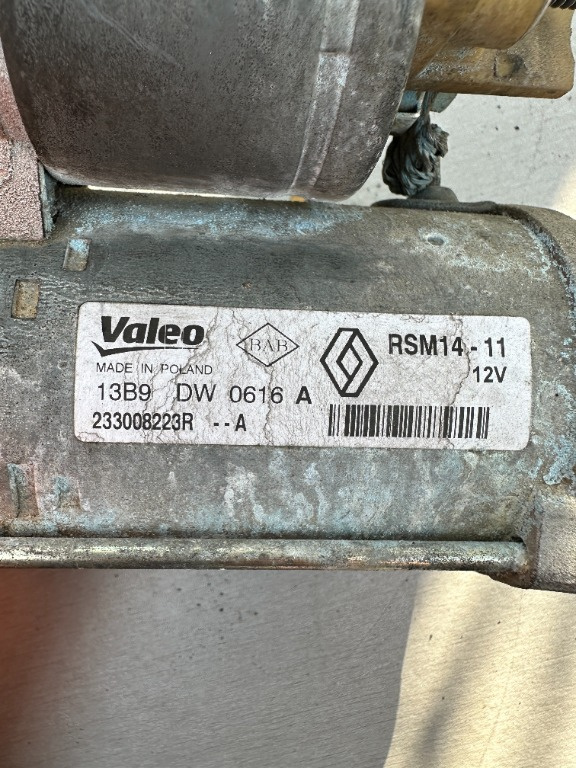 Valeo
BAB
RSM14 - 11
12V
MADE IN POLAND
13B9 DW 0616 A
233008223R --A